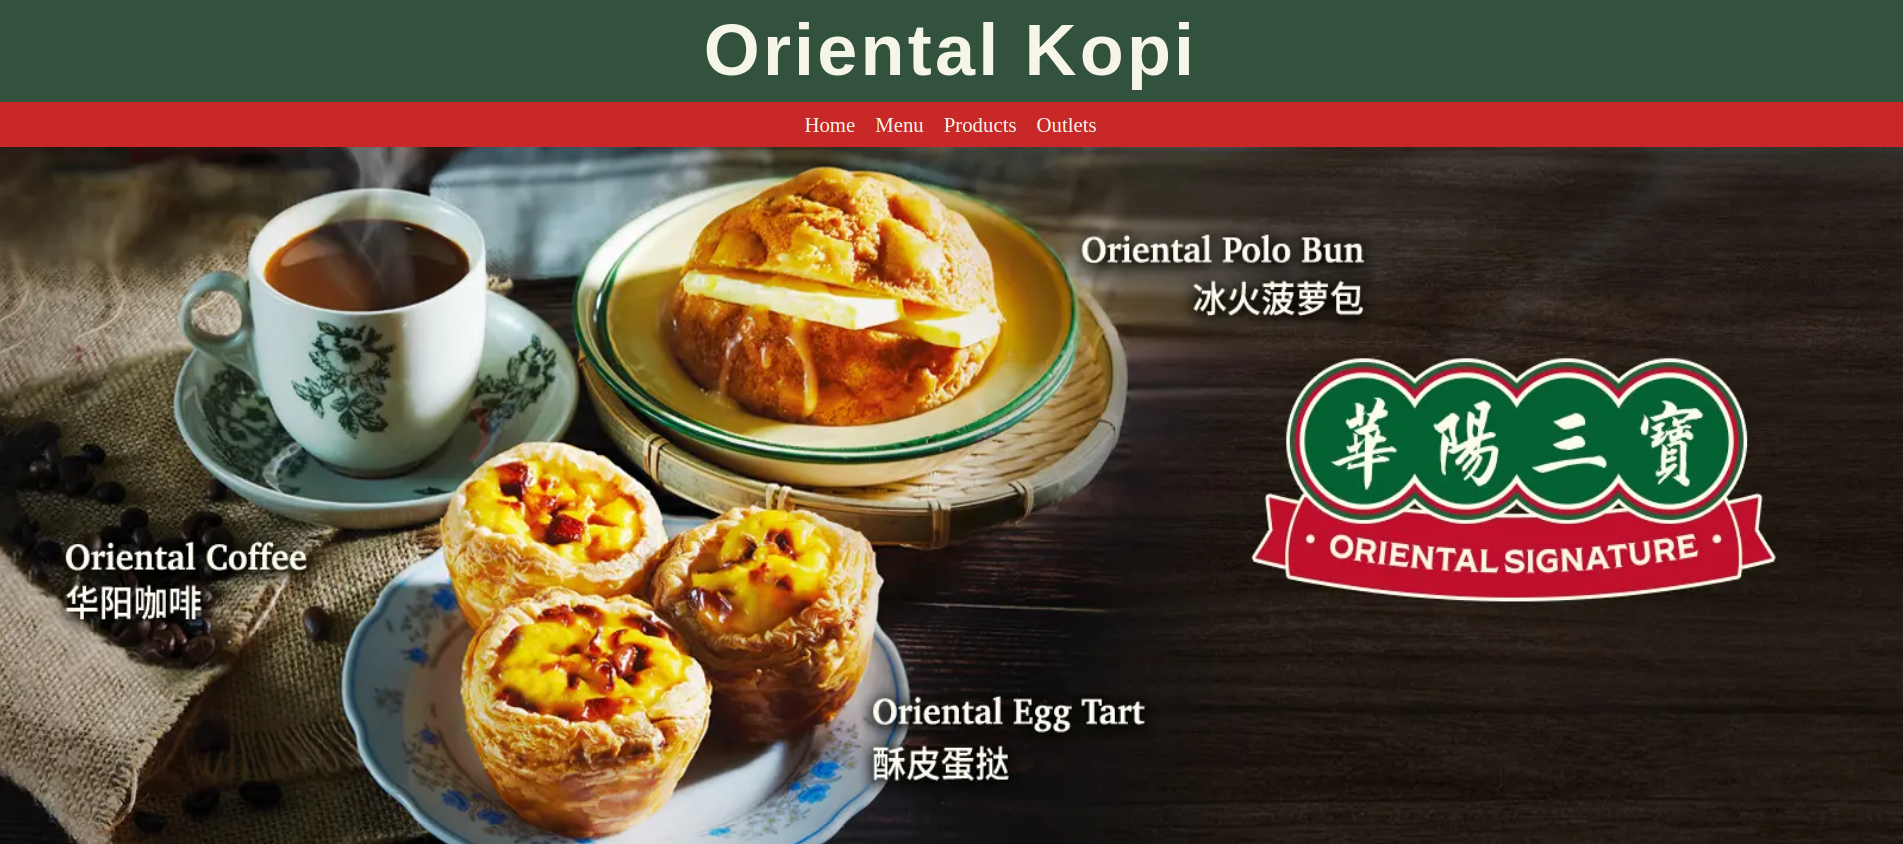 Oriental Kopi
Home Menu Products Outlets
Oriental Polo Bun
冰火菠萝包
華陽三寶
ORIENTAL SIGNATURE
Oriental Coffee
华阳咖啡
Oriental Egg Tart
酥皮蛋挞